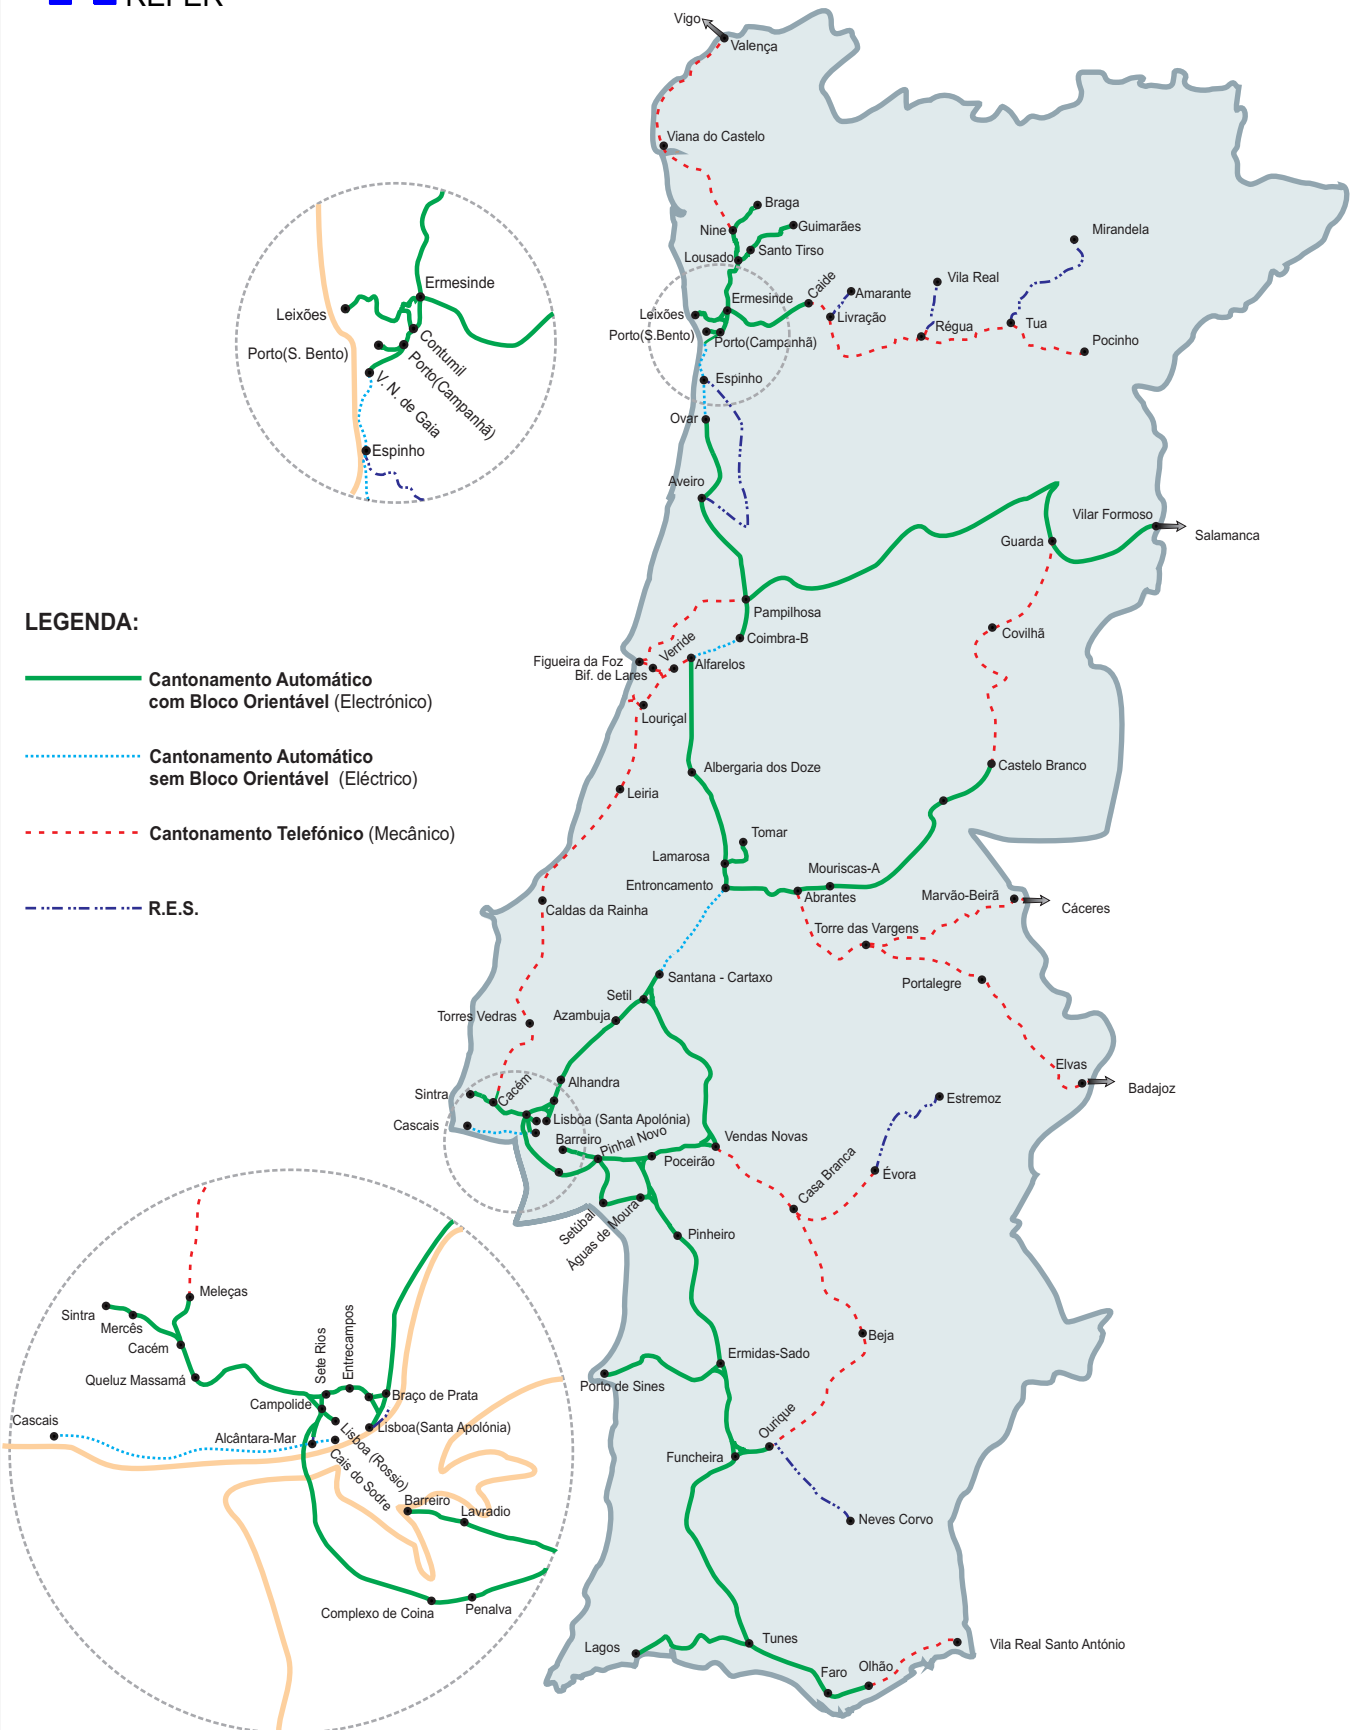 REFER
Vigo
Valença
Viana do Castelo
Braga
Nine
Guimarães
Santo Tirso
Lousado
Mirandela
Ermesinde
Caide
Amarante
Vila Real
Leixões
Livração
Porto(S.Bento)
Porto(Campanhã)
Régua
Tua
Pocinho
Espinho
Ovar
Aveiro
Ermesinde
Leixões
Contumil
Porto(S. Bento)
Porto(Campanhã)
V. N. de Gaia
Espinho
Vilar Formoso
Salamanca
Guarda
Pampilhosa
Covilhã
Coimbra-B
Verride
Figueira da Foz
Alfarelos
Bif. de Lares
Louriçal
LEGENDA:
Cantonamento Automático
com Bloco Orientável (Electrónico)
Cantonamento Automático
sem Bloco Orientável (Eléctrico)
Cantonamento Telefónico (Mecânico)
R.E.S.
Albergaria dos Doze
Castelo Branco
Leiria
Tomar
Lamarosa
Mouriscas-A
Entroncamento
Abrantes
Marvão-Beirã
Cáceres
Caldas da Rainha
Torre das Vargens
Santana - Cartaxo
Portalegre
Setil
Azambuja
Torres Vedras
Elvas
Badajoz
Alhandra
Sintra
Cacém
Estremoz
Lisboa (Santa Apolónia)
Cascais
Barreiro
Pinhal Novo
Vendas Novas
Poceirão
Casa Branca
Évora
Setúbal
Águas de Moura
Pinheiro
Beja
Ermidas-Sado
Porto de Sines
Ourique
Funcheira
Neves Corvo
Tunes
Lagos
Faro
Olhão
Vila Real Santo António
Meleças
Sintra
Mercês
Cacém
Sete Rios
Entrecampos
Queluz Massamá
Braço de Prata
Campolide
Cascais
Lisboa(Santa Apolónia)
Alcântara-Mar
Lisboa (Rossio)
Cais do Sodre
Barreiro
Lavradio
Complexo de Coina
Penalva